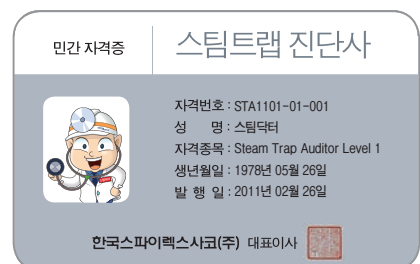 민간 자격증
스팀트랩 진단사
자격번호 : STA1101-01-001
성 명 : 스팀닥터
자격종목 : Steam Trap Auditor Level 1
생년월일 : 1978년 05월 26일
발 행 일 : 2011년 02월 26일
한국스파이렉스사코(주) 대표이사